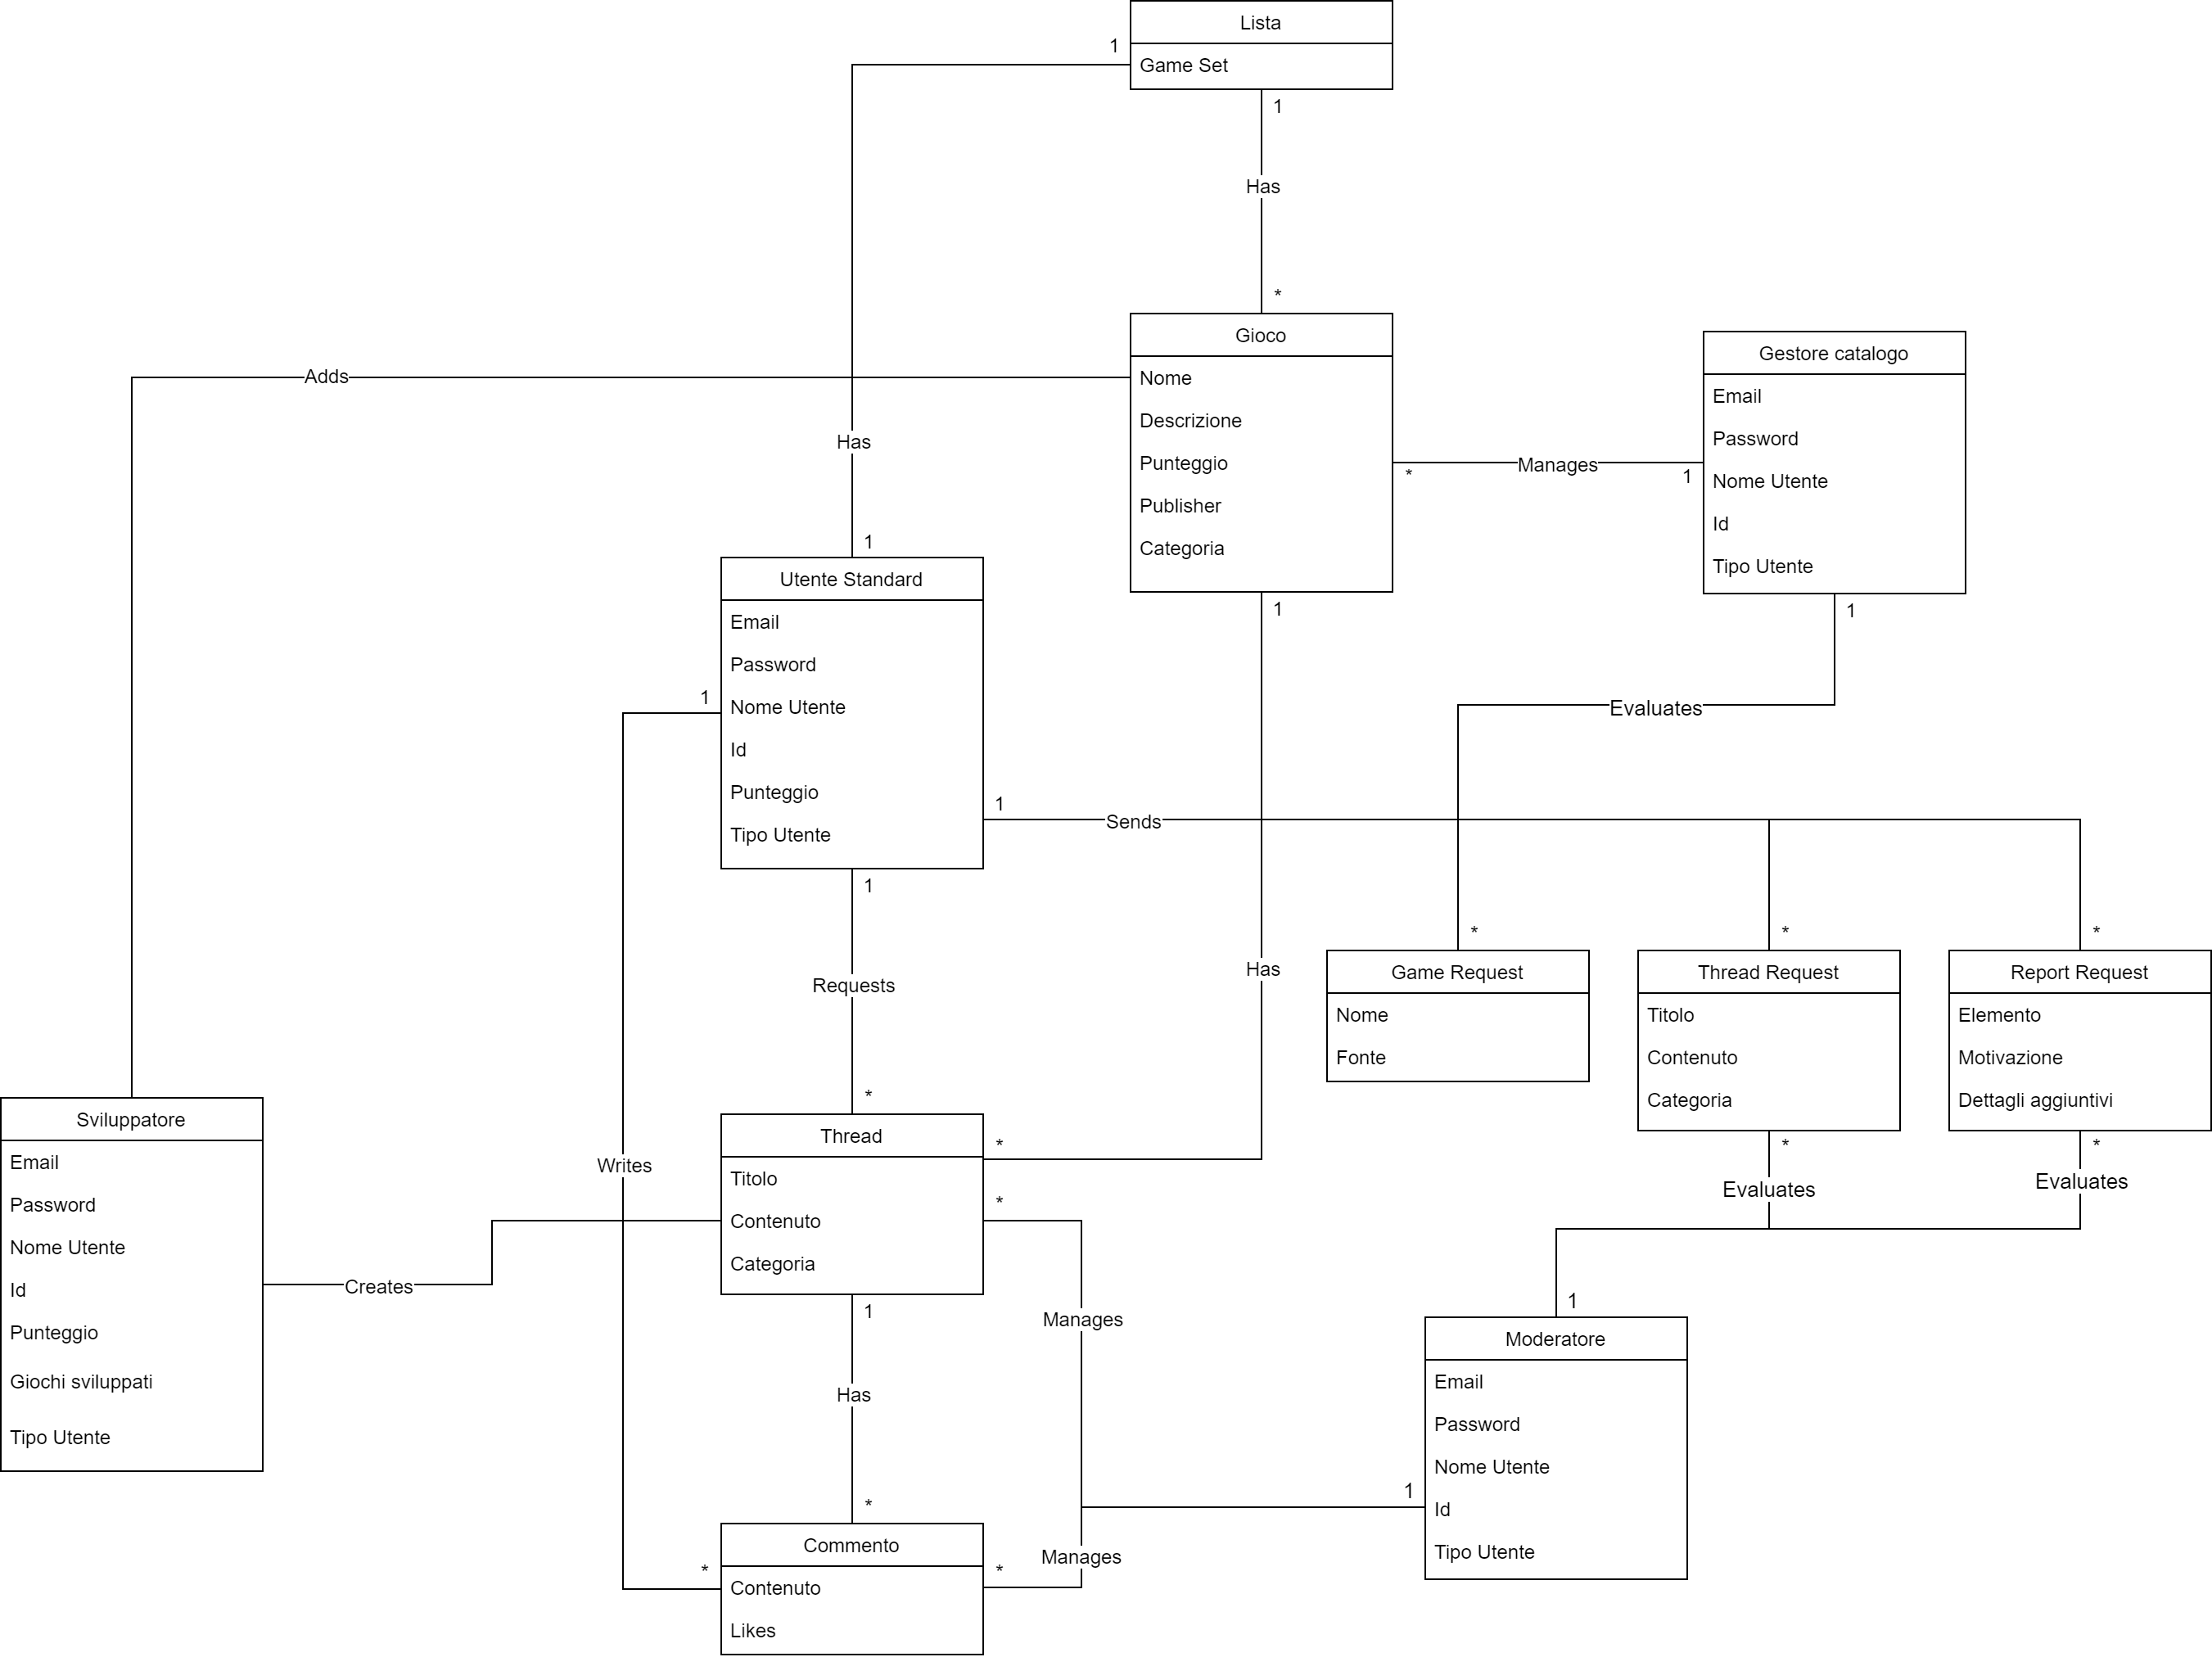 Lista
1
Game Set
1
Has
*
Gioco
Nome
Descrizione
Punteggio
Publisher
Categoria
1
Gestore catalogo
Email
Password
Nome Utente
Id
Tipo Utente
1
Adds
Has
*
Manages
1
1
Utente Standard
Email
Password
Nome Utente
Id
Punteggio
Tipo Utente
1
Evaluates
1
Sends
1
Requests
*
Has
*
*
*
Game Request
Nome
Fonte
Thread Request
Titolo
Contenuto
Categoria
Report Request
Elemento
Motivazione
Dettagli aggiuntivi
*
*
Evaluates
Evaluates
Sviluppatore
Email
Password
Nome Utente
Id
Punteggio
Giochi sviluppati
Tipo Utente
Writes
Creates
*
Thread
Titolo
Contenuto
Categoria
*
*
1
Manages
1
Moderatore
Email
Password
Nome Utente
Id
Tipo Utente
1
Has
*
Commento
Contenuto
Likes
*
*
Manages